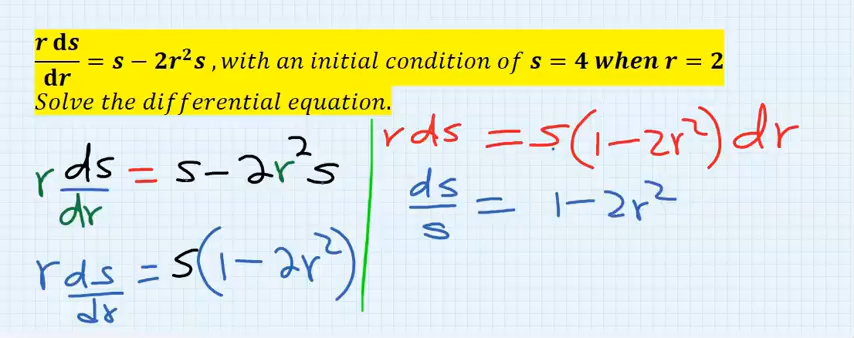 r ds/dr = s − 2r²s , with an initial condition of s = 4 when r = 2
Solve the differential equation.
r ds/dr = s − 2r²s
r ds/dr = s(1 − 2r²)
r ds = s(1 − 2r²) dr
ds/s = 1 − 2r²